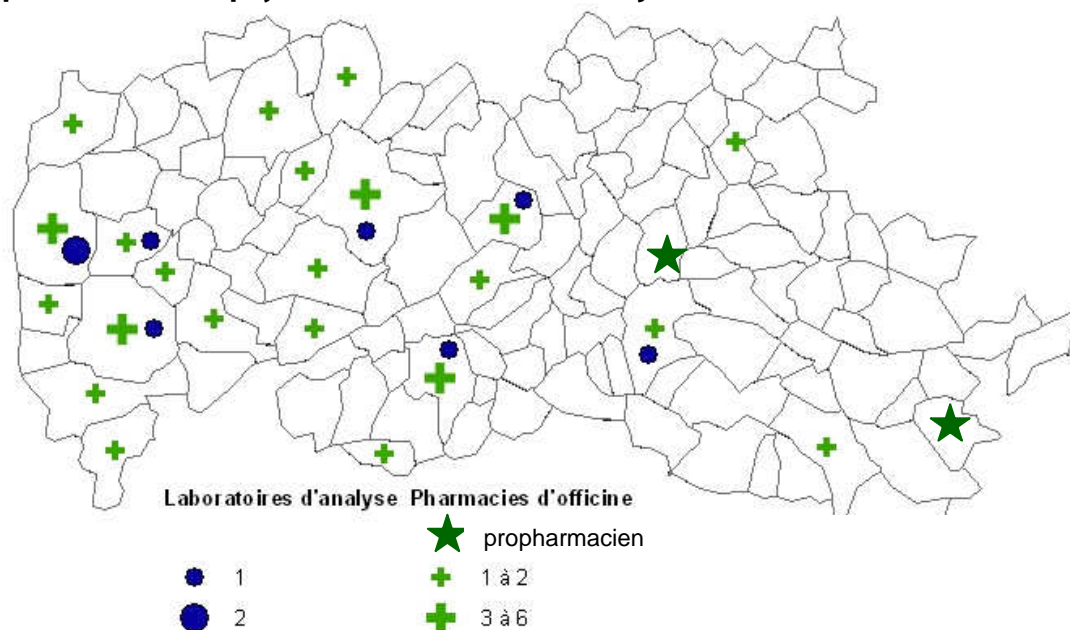 Laboratoires d'analyse Pharmacies d'officine
propharmacien
1 1 à 2
2 3 à 6